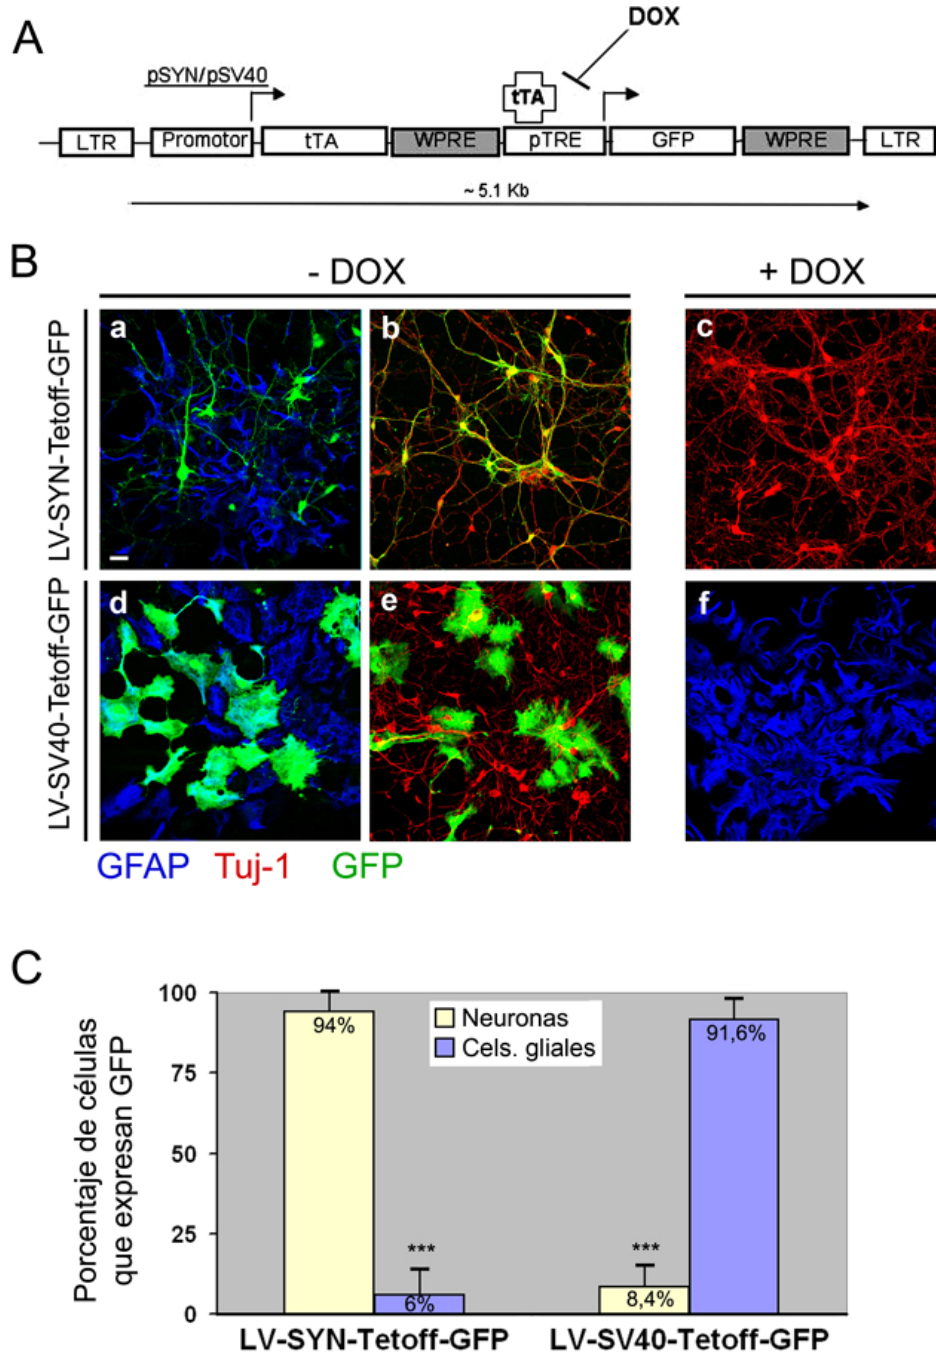 A
DOX
pSYN/pSV40
tTA
LTR Promotor tTA WPRE pTRE GFP WPRE LTR
~ 5.1 Kb
B
- DOX + DOX
LV-SYN-Tetoff-GFP
a b c
LV-SV40-Tetoff-GFP
d e f
GFAP Tuj-1 GFP
C
Porcentaje de células
que expresan GFP
100
75
50
25
0
Neuronas
Cels. gliales
94%
***
6%
***
8,4%
91,6%
LV-SYN-Tetoff-GFP LV-SV40-Tetoff-GFP